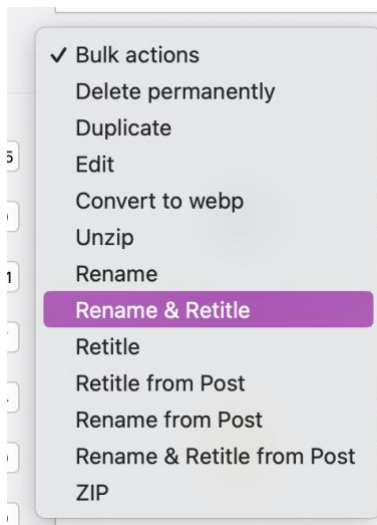 ✓ Bulk actions
Delete permanently
Duplicate
Edit
Convert to webp
Unzip
Rename
Rename & Retitle
Retitle
Retitle from Post
Rename from Post
Rename & Retitle from Post
ZIP